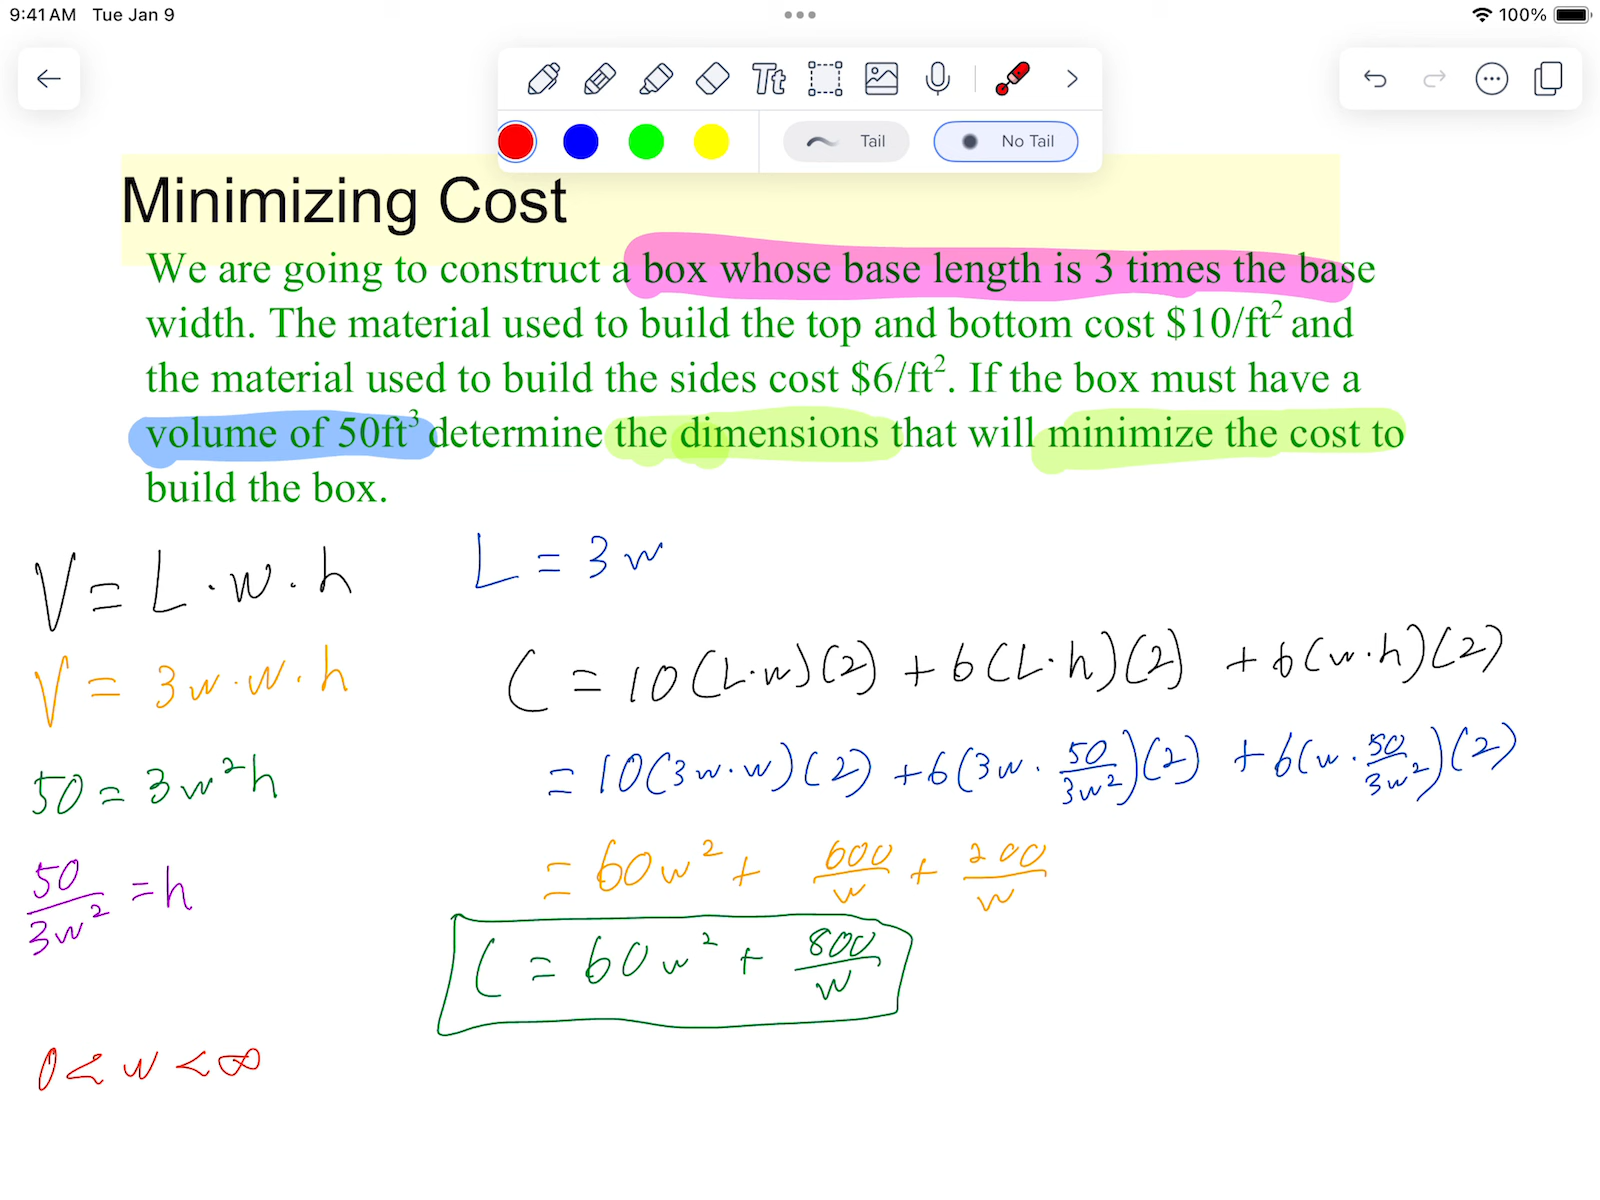 9:41 AM Tue Jan 9
100%
Tt
Tail
No Tail
Minimizing Cost
We are going to construct a box whose base length is 3 times the base
width. The material used to build the top and bottom cost $10/ft² and
the material used to build the sides cost $6/ft². If the box must have a
volume of 50ft³ determine the dimensions that will minimize the cost to
build the box.
V = L · w · h
L = 3w
V = 3w · w · h
C = 10(L·w)(2) + 6(L·h)(2) + 6(w·h)(2)
50 = 3w²h
= 10(3w·w)(2) + 6(3w · 50/3w²)(2) + 6(w · 50/3w²)(2)
50/3w² = h
= 60w² + 600/w + 200/w
C = 60w² + 800/w
0 < w < ∞